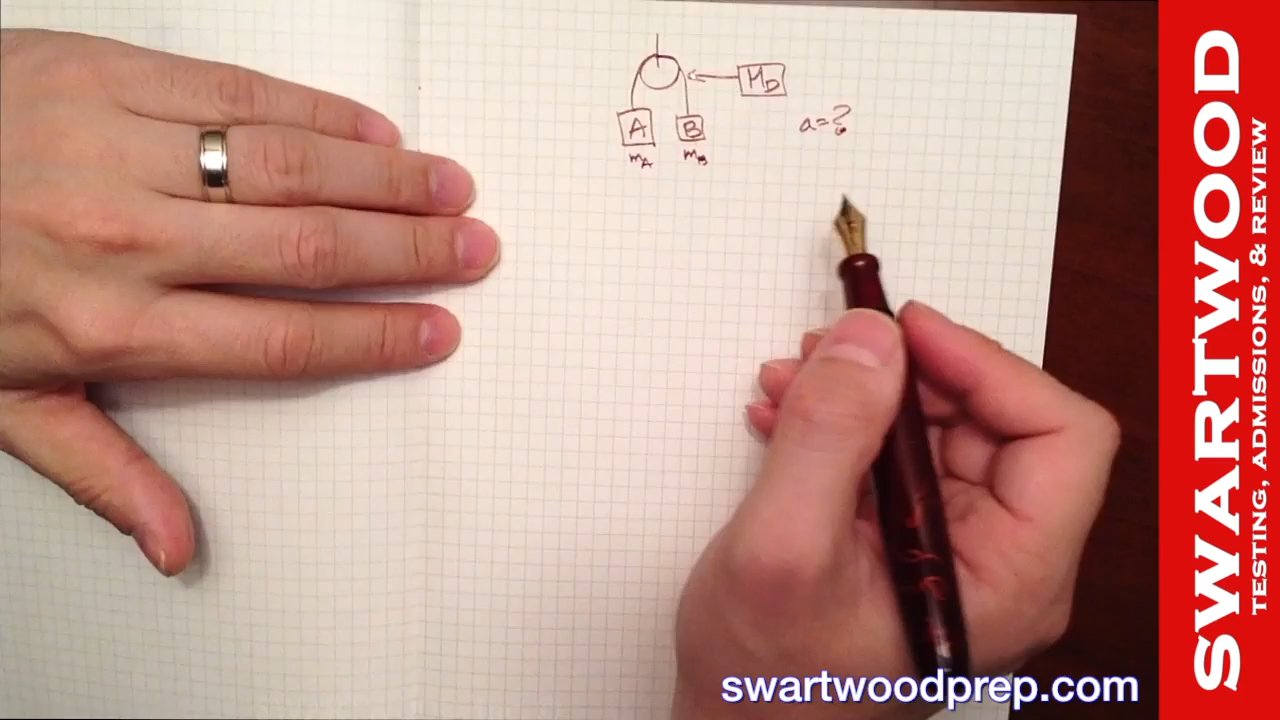 M_D
A B
a=?
m_A m_B
SWARTWOOD
TESTING, ADMISSIONS, & REVIEW
swartwoodprep.com